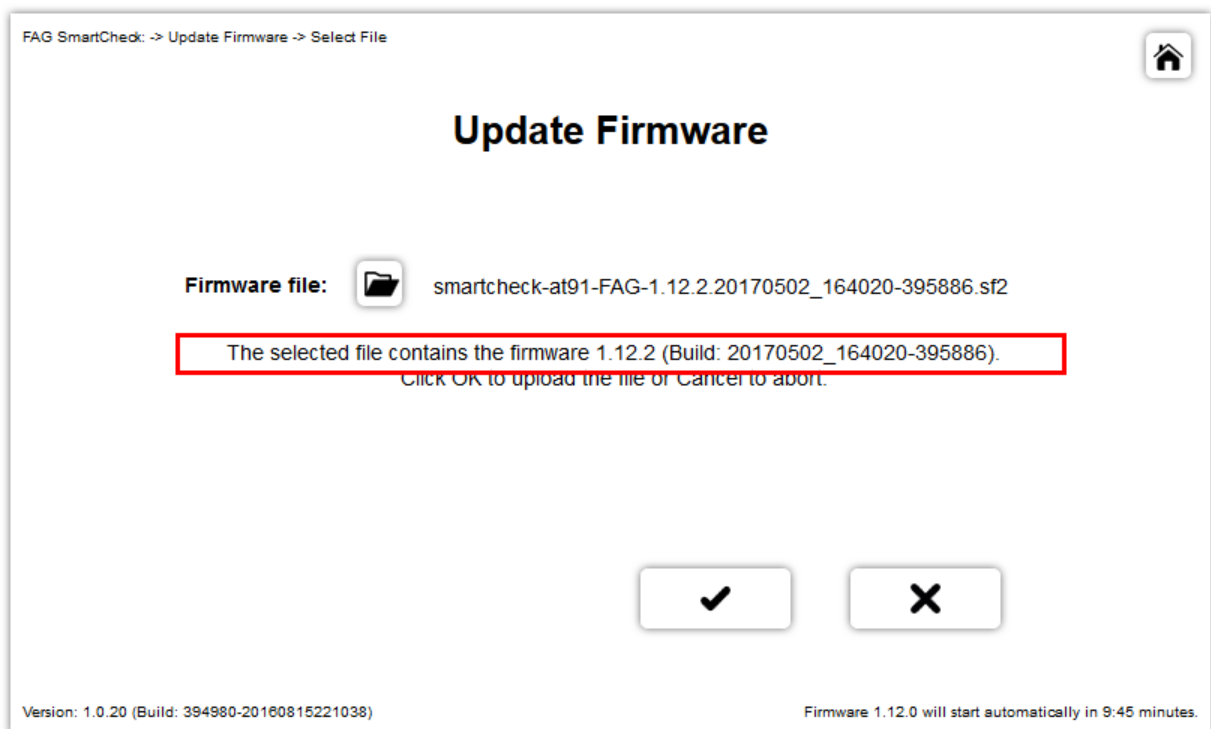 FAG SmartCheck: -> Update Firmware -> Select File
Update Firmware
Firmware file: smartcheck-at91-FAG-1.12.2.20170502_164020-395886.sf2
The selected file contains the firmware 1.12.2 (Build: 20170502_164020-395886).
Click OK to upload the file or Cancel to abort.
Version: 1.0.20 (Build: 394980-20160815221038) Firmware 1.12.0 will start automatically in 9:45 minutes.